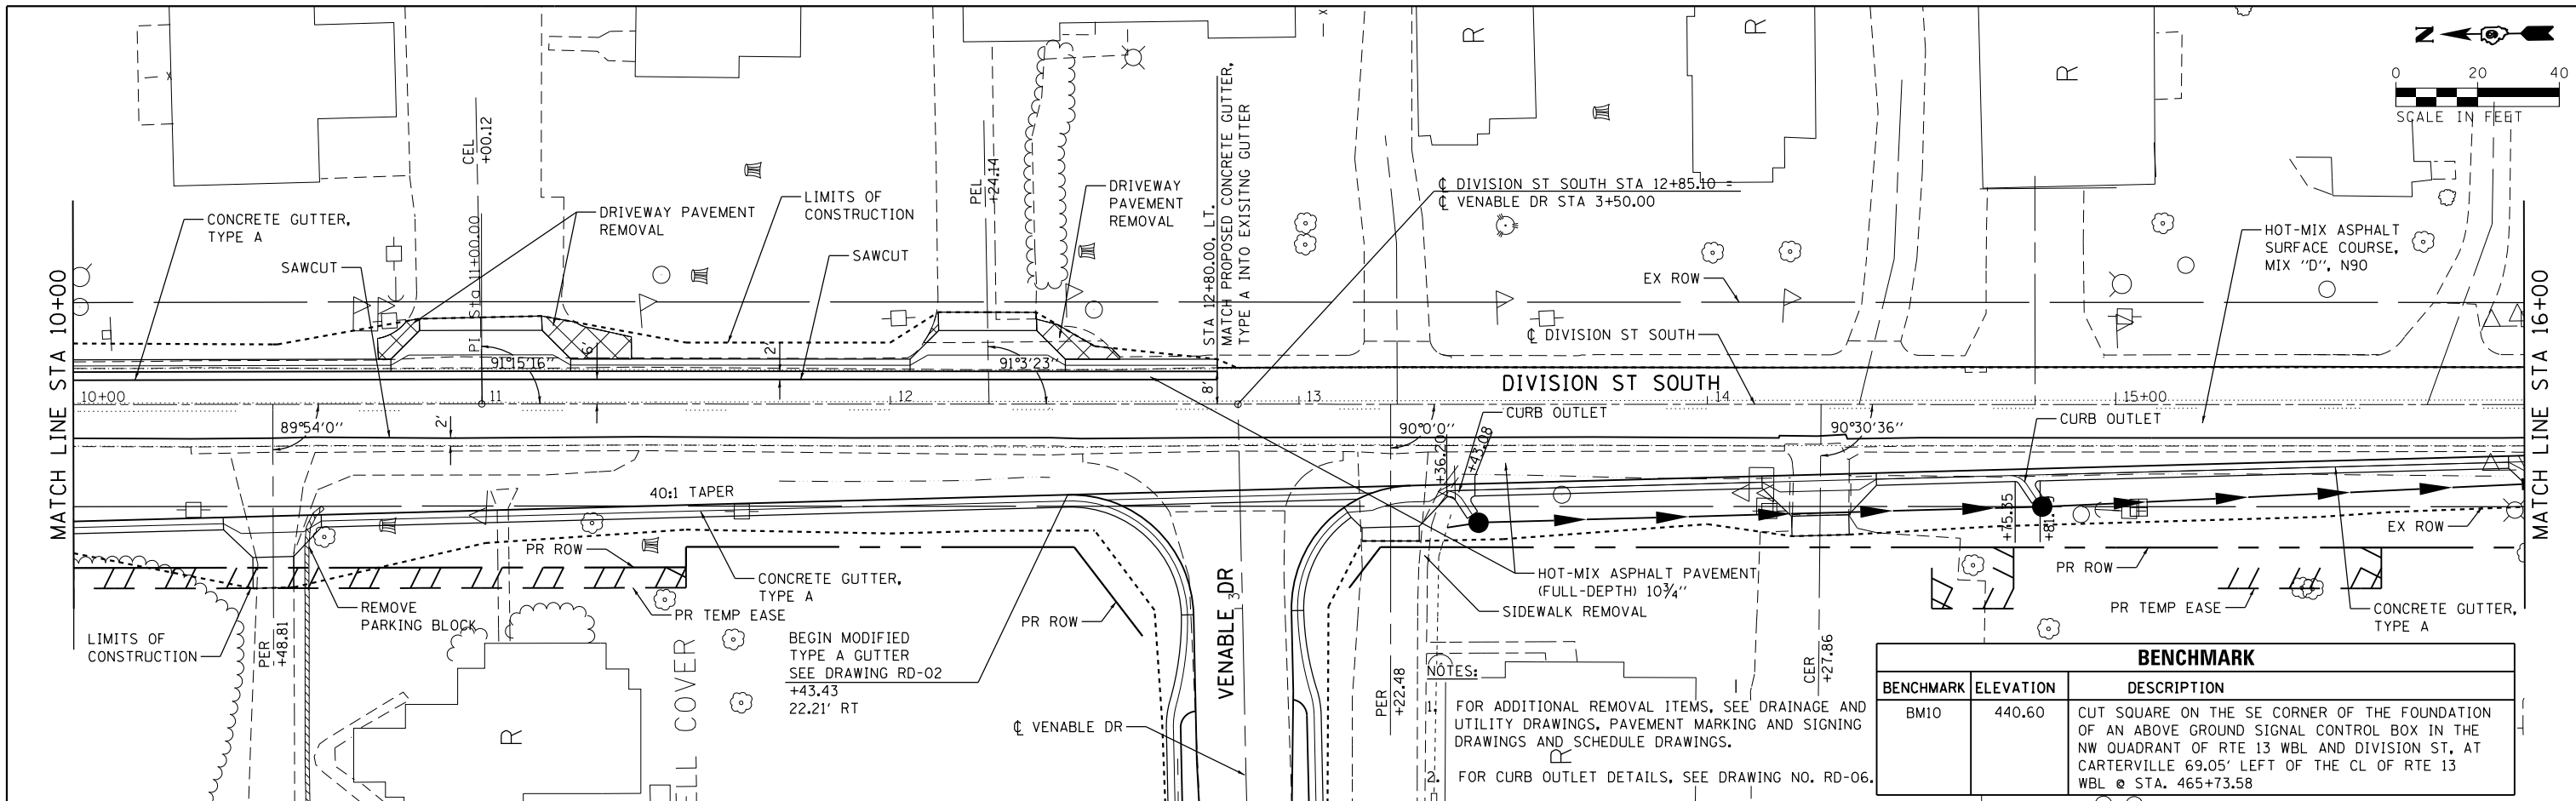 N
0 20 40
SCALE IN FEET
R
R
R
MATCH LINE STA 10+00
CONCRETE GUTTER,
TYPE A
SAWCUT
CEL
+00.12
PI Sta 11+00.00
DRIVEWAY PAVEMENT
REMOVAL
LIMITS OF
CONSTRUCTION
SAWCUT
PEL
+24.14
DRIVEWAY
PAVEMENT
REMOVAL
STA 12+80.00, LT.
MATCH PROPOSED CONCRETE GUTTER,
TYPE A INTO EXISITNG GUTTER
℄ DIVISION ST SOUTH STA 12+85.10 =
℄ VENABLE DR STA 3+50.00
EX ROW
℄ DIVISION ST SOUTH
HOT-MIX ASPHALT
SURFACE COURSE,
MIX "D", N90
MATCH LINE STA 16+00
91°15'16"
6'
2'
91°3'23"
8'
DIVISION ST SOUTH
10+00
11
12
13
14
15+00
89°54'0"
2'
90°0'0"
+36.20
+43.08
CURB OUTLET
90°30'36"
CURB OUTLET
40:1 TAPER
+75.55
EX ROW
PR ROW
PR TEMP EASE
CONCRETE GUTTER,
TYPE A
REMOVE
PARKING BLOCK
LIMITS OF
CONSTRUCTION
PER
+48.81
BEGIN MODIFIED
TYPE A GUTTER
SEE DRAWING RD-02
+43.43
22.21' RT
PR ROW
VENABLE DR
3
℄ VENABLE DR
HOT-MIX ASPHALT PAVEMENT
(FULL-DEPTH) 10¾"
SIDEWALK REMOVAL
PER
+22.48
CER
+27.86
PR ROW
PR TEMP EASE
CONCRETE GUTTER,
TYPE A
R
ELL COVER
R
NOTES:
1. FOR ADDITIONAL REMOVAL ITEMS, SEE DRAINAGE AND
UTILITY DRAWINGS, PAVEMENT MARKING AND SIGNING
DRAWINGS AND SCHEDULE DRAWINGS.
2. FOR CURB OUTLET DETAILS, SEE DRAWING NO. RD-06.
BENCHMARK
BENCHMARK ELEVATION DESCRIPTION
BM10 440.60 CUT SQUARE ON THE SE CORNER OF THE FOUNDATION
OF AN ABOVE GROUND SIGNAL CONTROL BOX IN THE
NW QUADRANT OF RTE 13 WBL AND DIVISION ST, AT
CARTERVILLE 69.05' LEFT OF THE CL OF RTE 13
WBL @ STA. 465+73.58